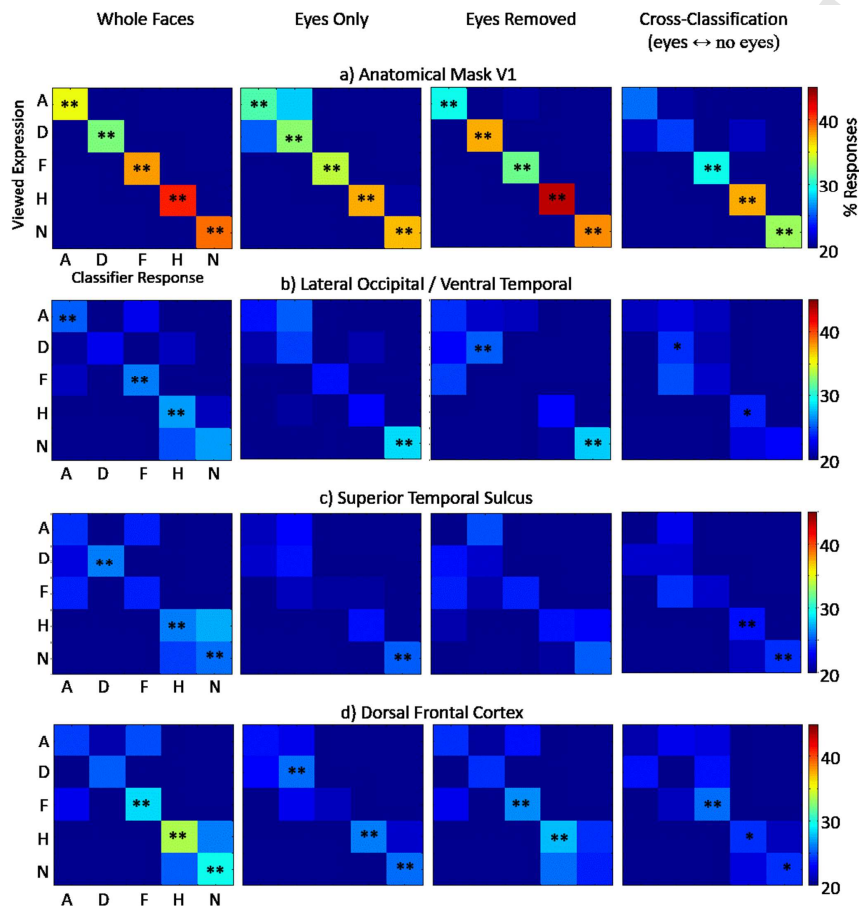 Whole Faces Eyes Only Eyes Removed Cross-Classification
(eyes ↔ no eyes)
a) Anatomical Mask V1
Viewed Expression
A ** ** **
D ** ** **
F ** ** ** **
H ** ** ** **
N ** ** ** **
A D F H N
Classifier Response
40
30
20
% Responses
b) Lateral Occipital / Ventral Temporal
A **
D ** *
F **
H ** *
N ** **
A D F H N
40
30
20
c) Superior Temporal Sulcus
A
D **
F
H ** **
N ** ** **
A D F H N
40
30
20
d) Dorsal Frontal Cortex
A
D **
F ** ** **
H ** ** ** *
N ** ** *
A D F H N
40
30
20